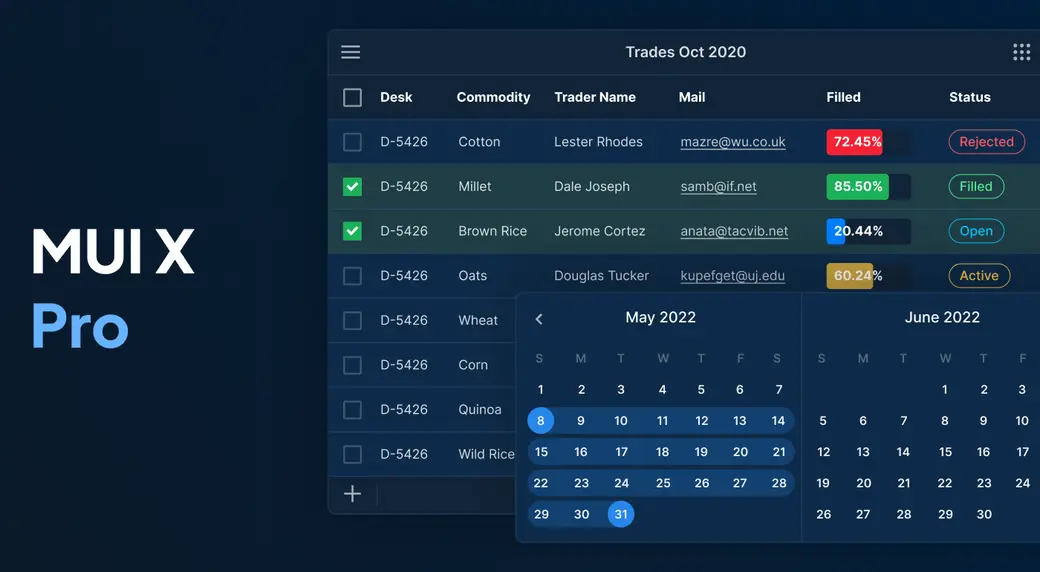 MUI X
Pro
Trades Oct 2020
Desk Commodity Trader Name Mail Filled Status
D-5426 Cotton Lester Rhodes mazre@wu.co.uk 72.45% Rejected
D-5426 Millet Dale Joseph samb@if.net 85.50% Filled
D-5426 Brown Rice Jerome Cortez anata@tacvib.net 20.44% Open
D-5426 Oats Douglas Tucker kupefget@uj.edu 60.24% Active
D-5426 Wheat
D-5426 Corn
D-5426 Quinoa
D-5426 Wild Rice
May 2022
S M T W T F S
1 2 3 4 5 6 7
8 9 10 11 12 13 14
15 16 17 18 19 20 21
22 23 24 25 26 27 28
29 30 31
June 2022
S M T W T F
1 2 3
5 6 7 8 9 10
12 13 14 15 16 17
19 20 21 22 23 24
26 27 28 29 30